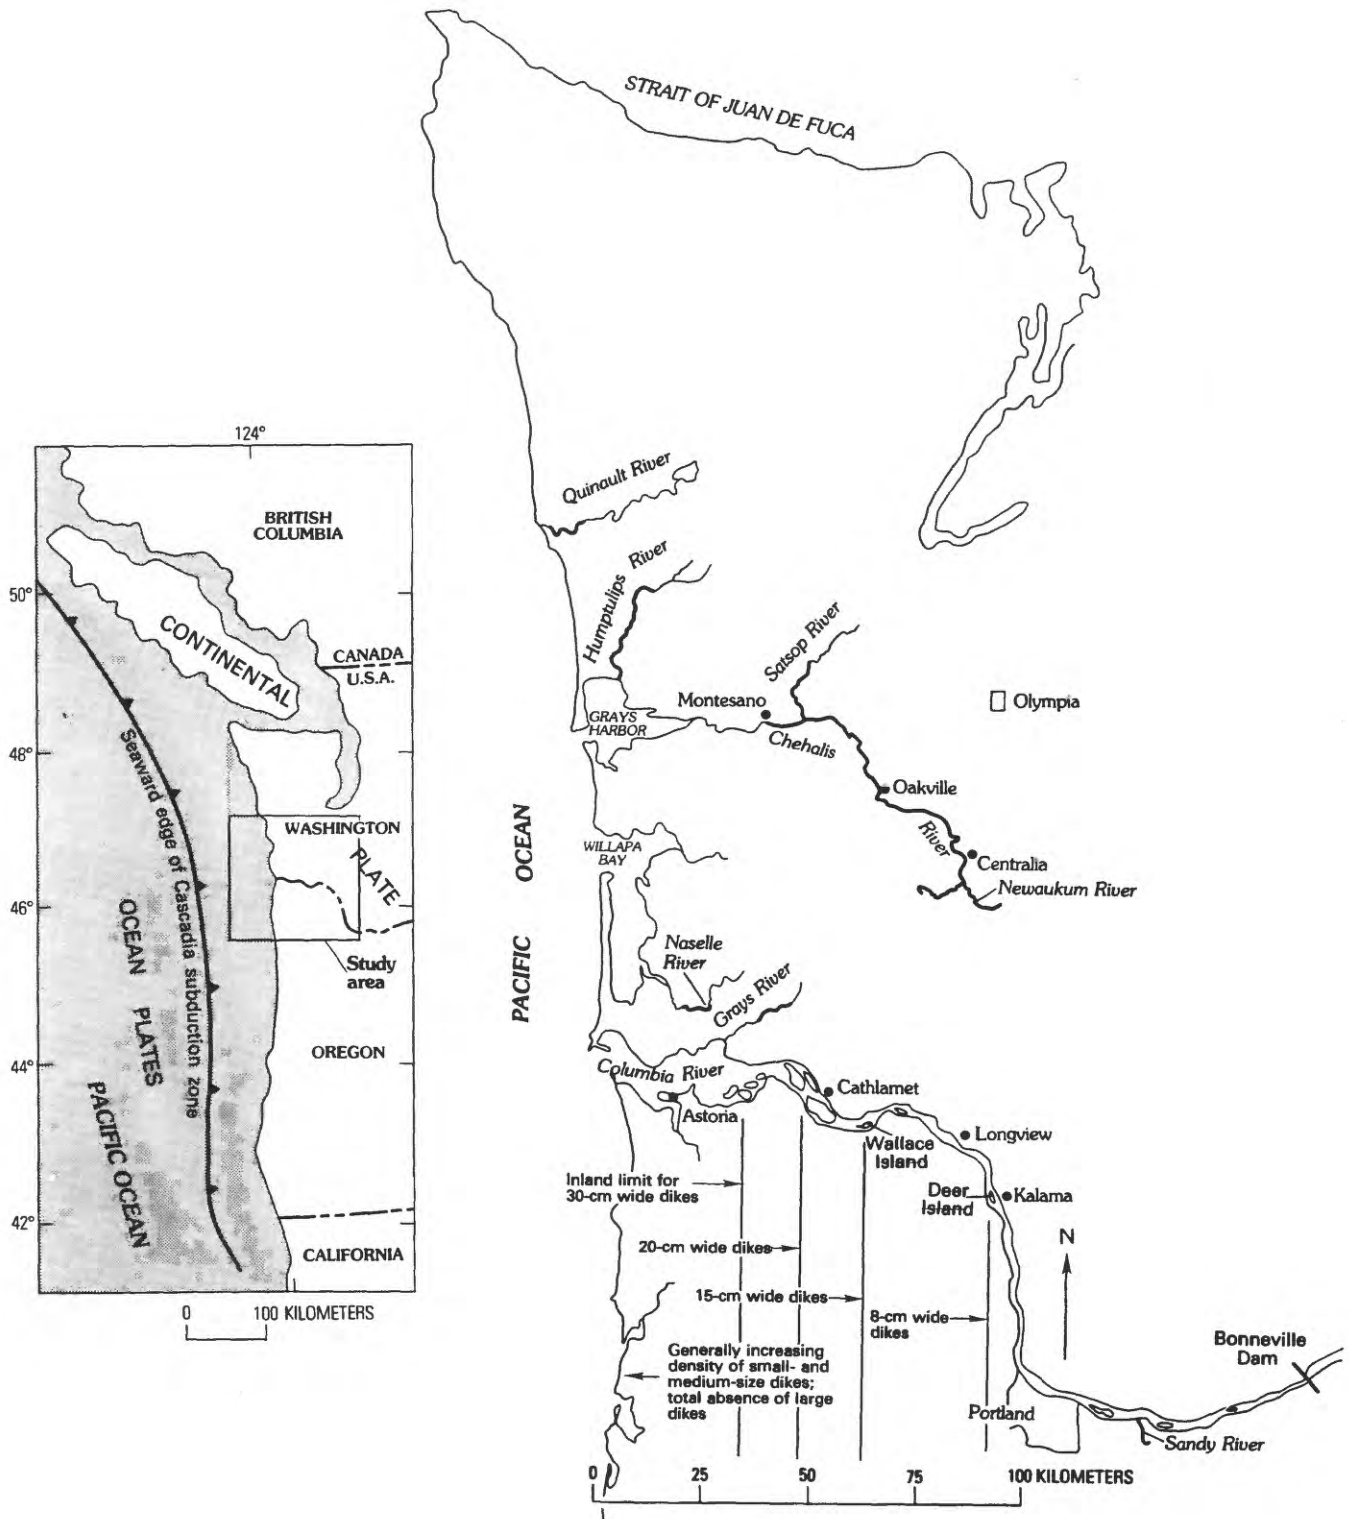 124°
BRITISH
COLUMBIA
50°
CONTINENTAL
CANADA
U.S.A.
48°
Seaward edge of Cascadia subduction zone
WASHINGTON
PLATE
46°
OCEAN PLATES
Study
area
44°
OREGON
PACIFIC OCEAN
42°
CALIFORNIA
0 100 KILOMETERS
STRAIT OF JUAN DE FUCA
Quinault River
Humptulips River
Satsop River
Montesano
Olympia
GRAYS
HARBOR
Chehalis
Oakville
PACIFIC OCEAN
River
WILLAPA
BAY
Centralia
Newaukum River
Naselle
River
Grays River
Columbia River
Cathlamet
Astoria
Wallace
Island
Longview
Inland limit for
30-cm wide dikes
Deer
Island
Kalama
N
20-cm wide dikes
15-cm wide dikes
8-cm wide
dikes
Bonneville
Dam
Generally increasing
density of small- and
medium-size dikes;
total absence of large
dikes
Portland
Sandy River
0 25 50 75 100 KILOMETERS